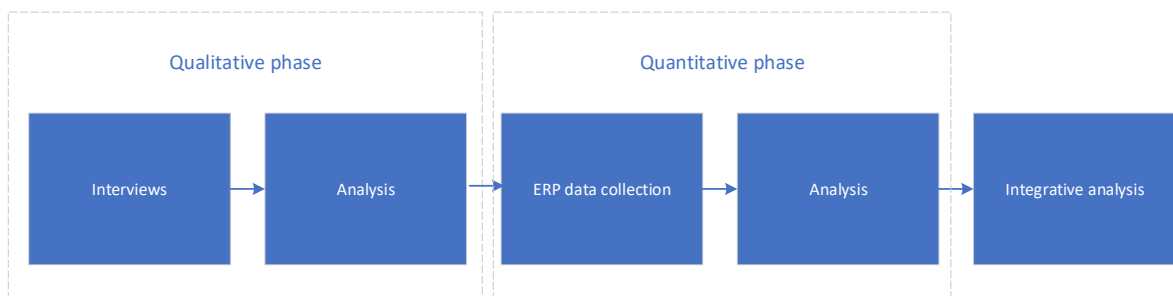 Qualitative phase
Quantitative phase
Interviews
Analysis
ERP data collection
Analysis
Integrative analysis